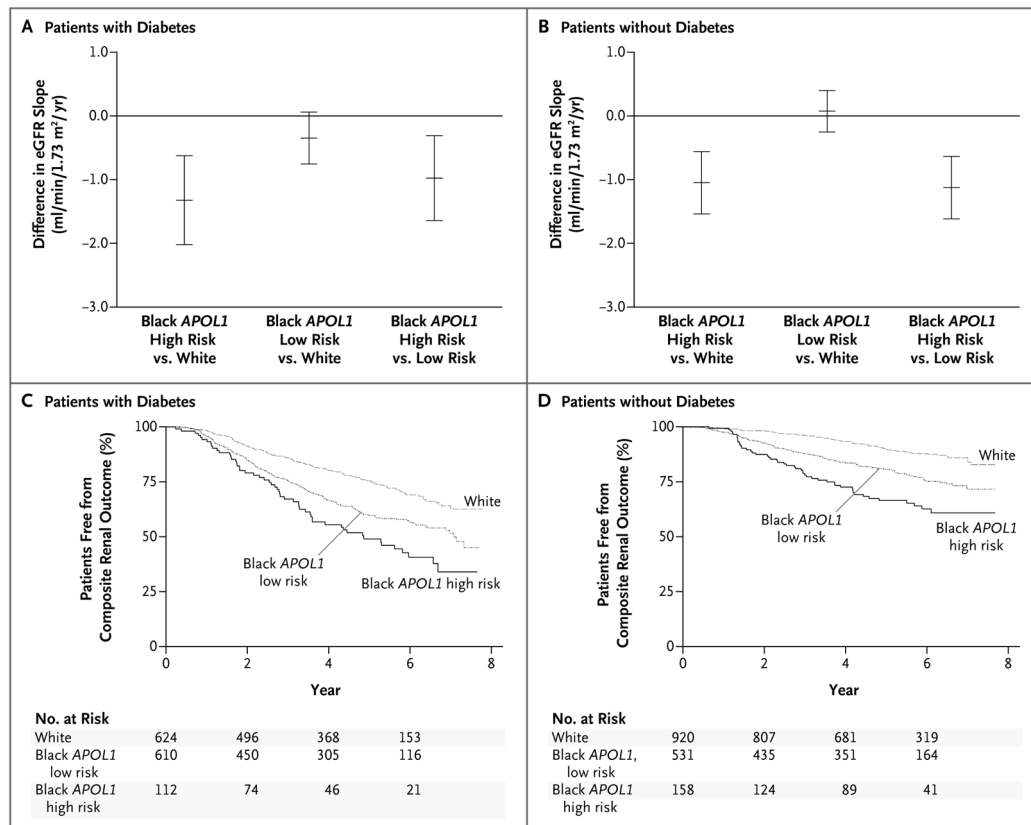 A Patients with Diabetes
1.0
0.0
−1.0
−2.0
−3.0
Difference in eGFR Slope
(ml/min/1.73 m²/yr)
Black APOL1
High Risk
vs. White
Black APOL1
Low Risk
vs. White
Black APOL1
High Risk
vs. Low Risk
B Patients without Diabetes
1.0
0.0
−1.0
−2.0
−3.0
Difference in eGFR Slope
(ml/min/1.73 m²/yr)
Black APOL1
High Risk
vs. White
Black APOL1
Low Risk
vs. White
Black APOL1
High Risk
vs. Low Risk
C Patients with Diabetes
100
75
50
25
0
Patients Free from
Composite Renal Outcome (%)
White
Black APOL1
low risk
Black APOL1 high risk
0 2 4 6 8
Year
No. at Risk
White 624 496 368 153
Black APOL1 610 450 305 116
low risk
Black APOL1 112 74 46 21
high risk
D Patients without Diabetes
100
75
50
25
0
Patients Free from
Composite Renal Outcome (%)
White
Black APOL1
low risk
Black APOL1
high risk
0 2 4 6 8
Year
No. at Risk
White 920 807 681 319
Black APOL1, 531 435 351 164
low risk
Black APOL1 158 124 89 41
high risk